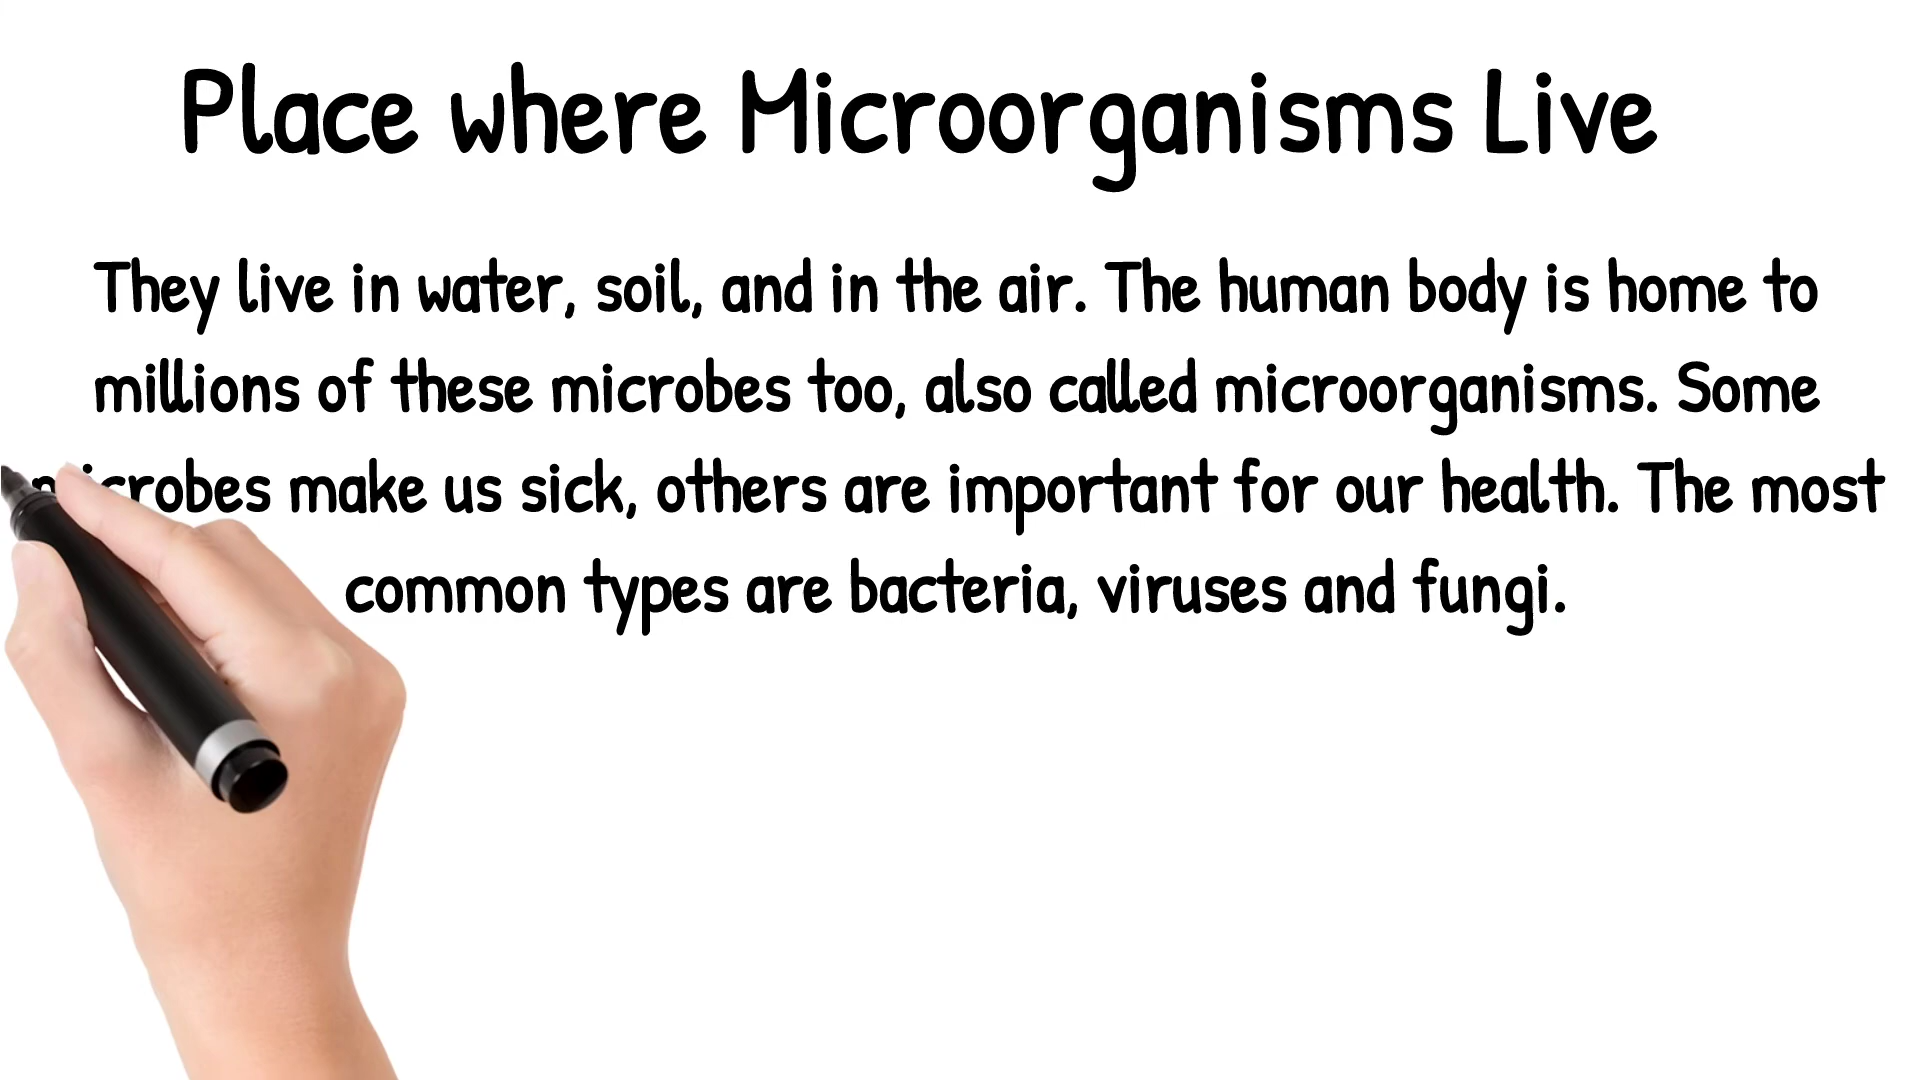 Place where Microorganisms Live
They live in water, soil, and in the air. The human body is home to
millions of these microbes too, also called microorganisms. Some
microbes make us sick, others are important for our health. The most
common types are bacteria, viruses and fungi.